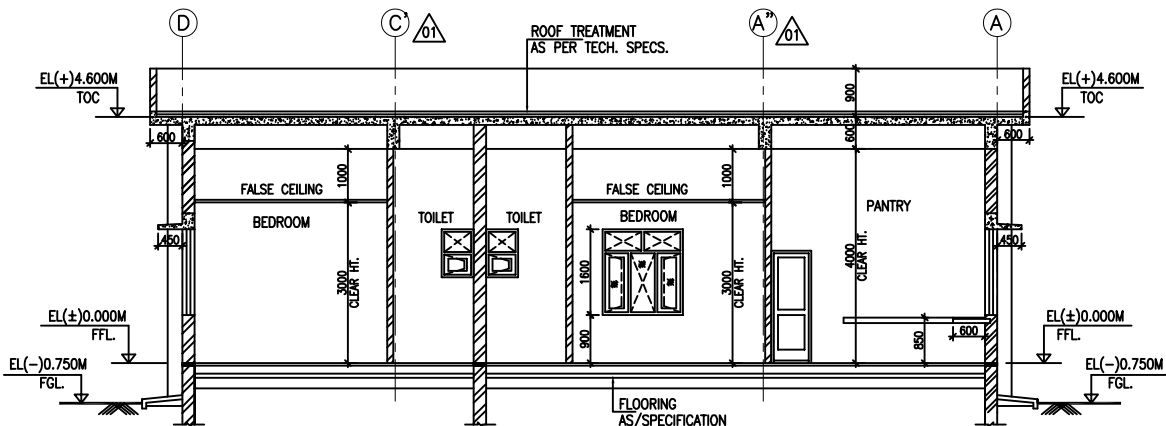 D
C'
01
A"
01
A
ROOF TREATMENT
AS PER TECH. SPECS.
EL(+)4.600M
TOC
EL(+)4.600M
TOC
900
600
600
600
1000
1000
FALSE CEILING
FALSE CEILING
BEDROOM
TOILET
TOILET
BEDROOM
PANTRY
450
450
3000
CLEAR HT.
1600
3000
CLEAR HT.
4000
CLEAR HT.
900
850
600
EL(±)0.000M
FFL.
EL(±)0.000M
FFL.
EL(-)0.750M
FGL.
EL(-)0.750M
FGL.
FLOORING
AS/SPECIFICATION